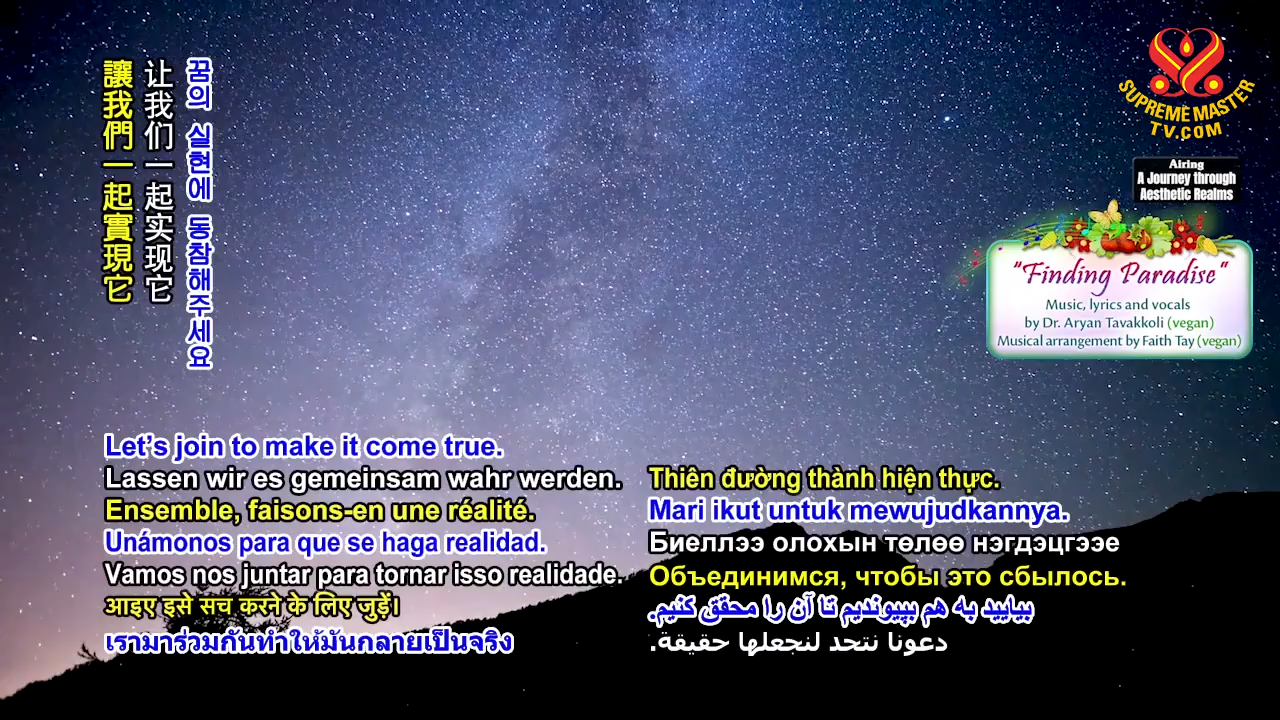 讓我們一起實現它
让我们一起实现它
꿈의 실현에 동참해주세요
SUPREME MASTER
TV.COM
Airing
A Journey through
Aesthetic Realms
"Finding Paradise"
Music, lyrics and vocals
by Dr. Aryan Tavakkoli (vegan)
Musical arrangement by Faith Tay (vegan)
Let's join to make it come true.
Lassen wir es gemeinsam wahr werden.
Ensemble, faisons-en une réalité.
Unámonos para que se haga realidad.
Vamos nos juntar para tornar isso realidade.
आइए इसे सच करने के लिए जुड़ें।
เรามาร่วมกันทำให้มันกลายเป็นจริง
Thiên đường thành hiện thực.
Mari ikut untuk mewujudkannya.
Биеллээ олохын төлөө нэгдэцгээе
Объединимся, чтобы это сбылось.
بیایید به هم بپیوندیم تا آن را محقق کنیم.
دعونا نتحد لنجعلها حقيقة.